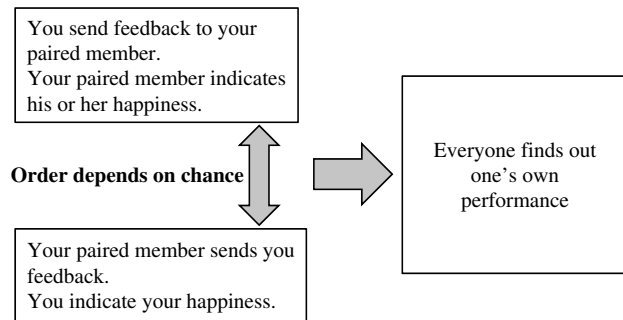 You send feedback to your
paired member.
Your paired member indicates
his or her happiness.
Order depends on chance
Your paired member sends you
feedback.
You indicate your happiness.
Everyone finds out
one’s own
performance